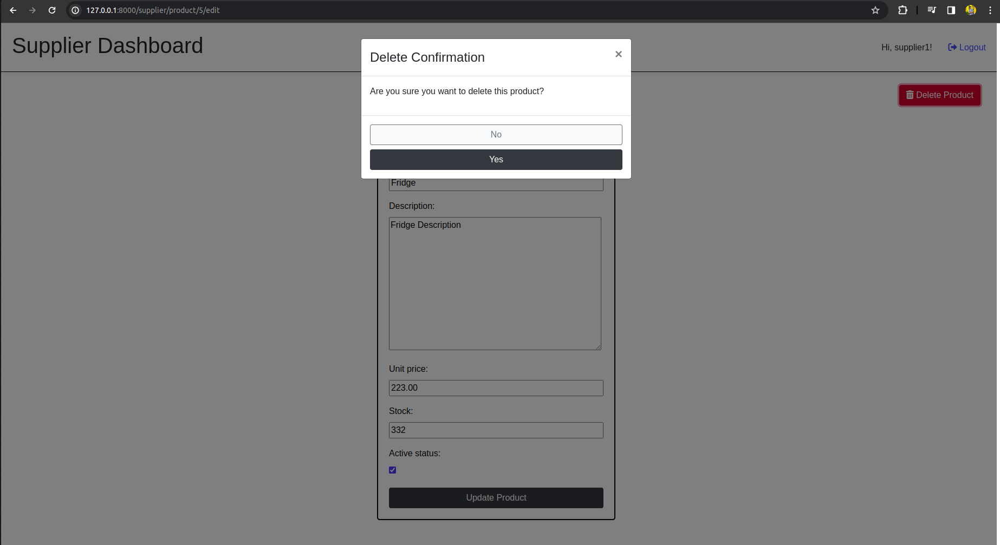 127.0.0.1:8000/supplier/product/5/edit
Supplier Dashboard
Hi, supplier1!
Logout
Delete Product
Delete Confirmation
×
Are you sure you want to delete this product?
No
Yes
Fridge
Description:
Fridge Description
Unit price:
223.00
Stock:
332
Active status:
Update Product